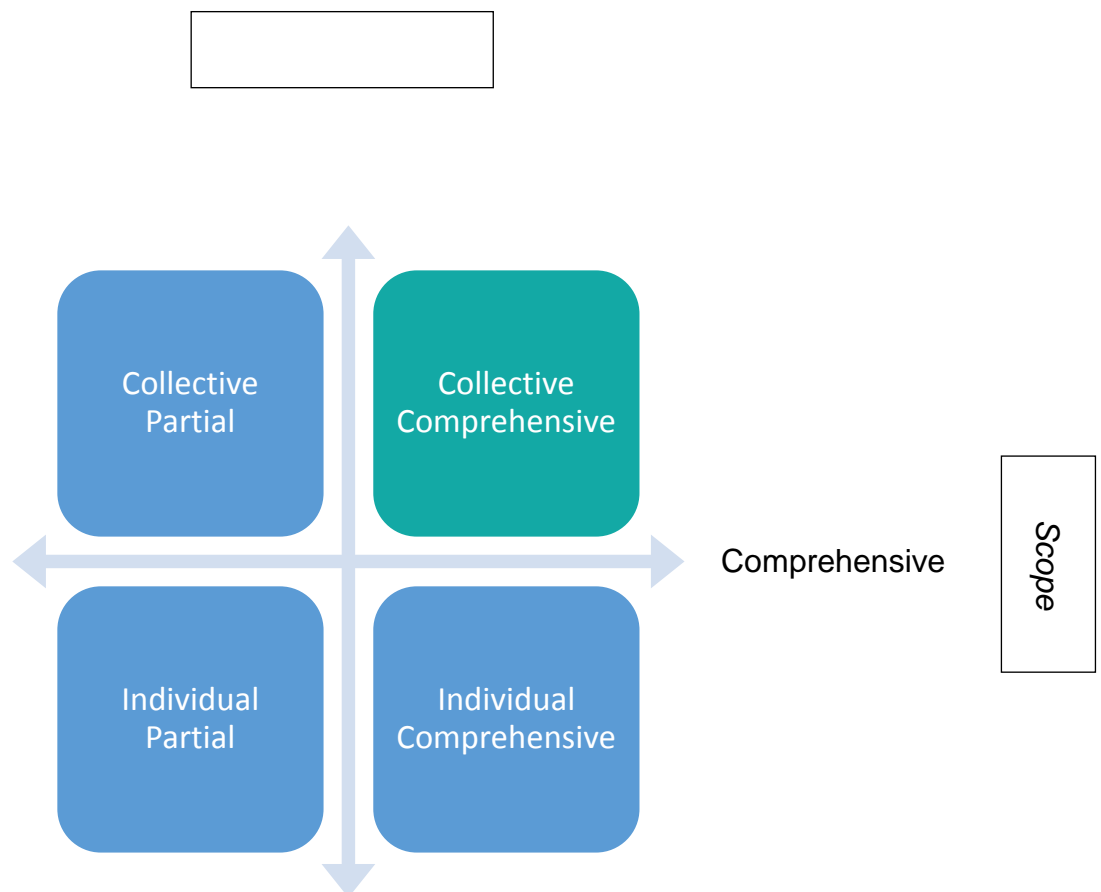 Collective
Partial
Collective
Comprehensive
Comprehensive
Scope
Individual
Partial
Individual
Comprehensive